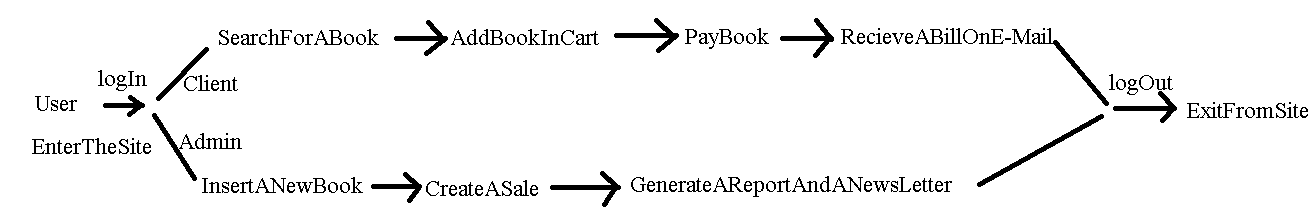 SearchForABook
AddBookInCart
PayBook
RecieveABillOnE-Mail
logIn
Client
logOut
User
ExitFromSite
EnterTheSite
Admin
InsertANewBook
CreateASale
GenerateAReportAndANewsLetter